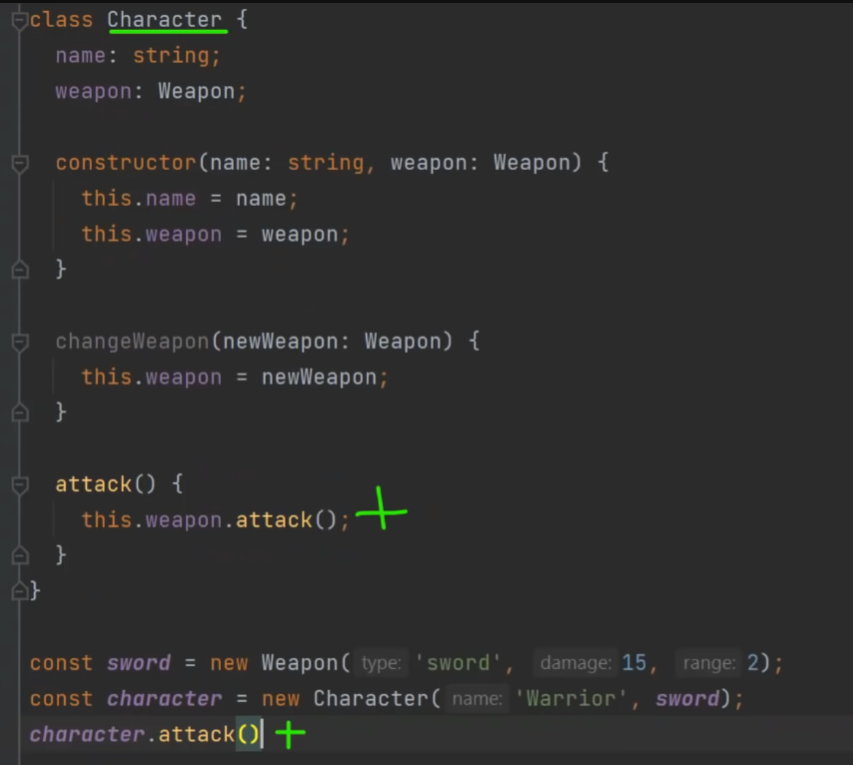 class Character {
name: string;
weapon: Weapon;
constructor(name: string, weapon: Weapon) {
this.name = name;
this.weapon = weapon;
}
changeWeapon(newWeapon: Weapon) {
this.weapon = newWeapon;
}
attack() {
this.weapon.attack();
}
}
const sword = new Weapon( type: 'sword', damage: 15, range: 2);
const character = new Character( name: 'Warrior', sword);
character.attack()